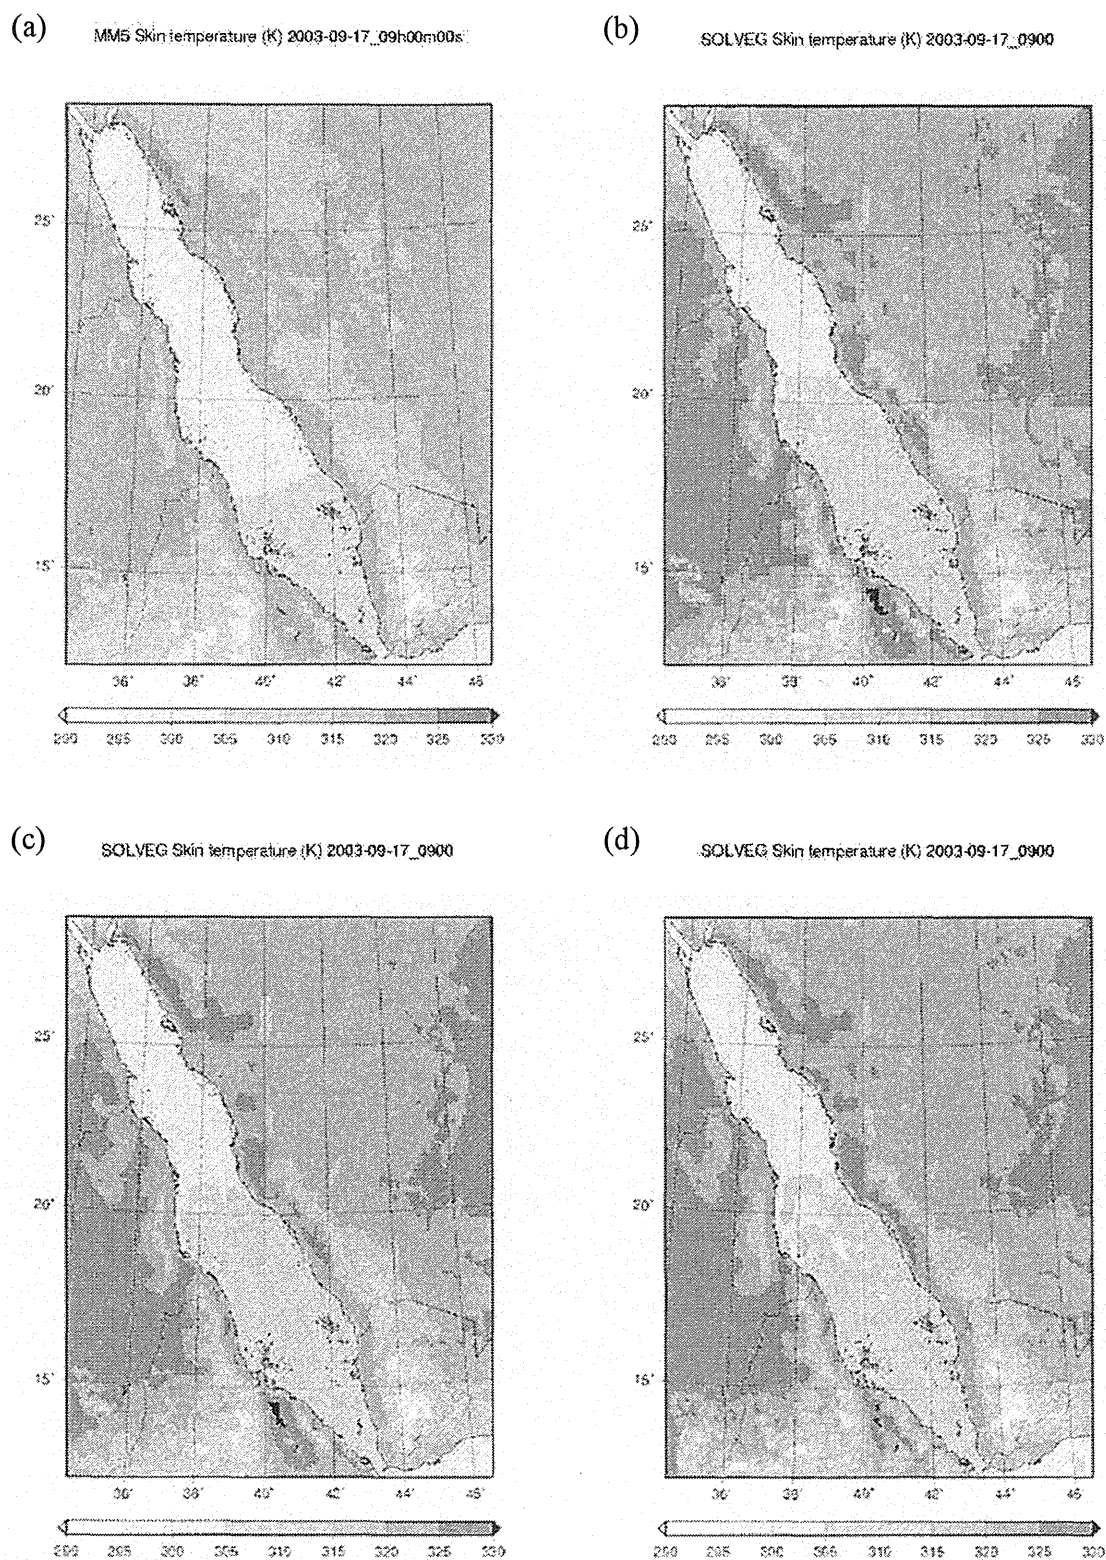 (a) MM5 Skin temperature (K) 2003-09-17_09h00m00s
(b) SOLVEG Skin temperature (K) 2003-09-17_0900
25°
20°
15°
36° 38° 40° 42° 44° 46°
290 295 300 305 310 315 320 325 330
25°
20°
15°
36° 38° 40° 42° 44° 46°
290 295 300 305 310 315 320 325 330
(c) SOLVEG Skin temperature (K) 2003-09-17_0900
(d) SOLVEG Skin temperature (K) 2003-09-17_0900
25°
20°
15°
36° 38° 40° 42° 44° 46°
290 295 300 305 310 315 320 325 330
25°
20°
15°
36° 38° 40° 42° 44° 46°
290 295 300 305 310 315 320 325 330